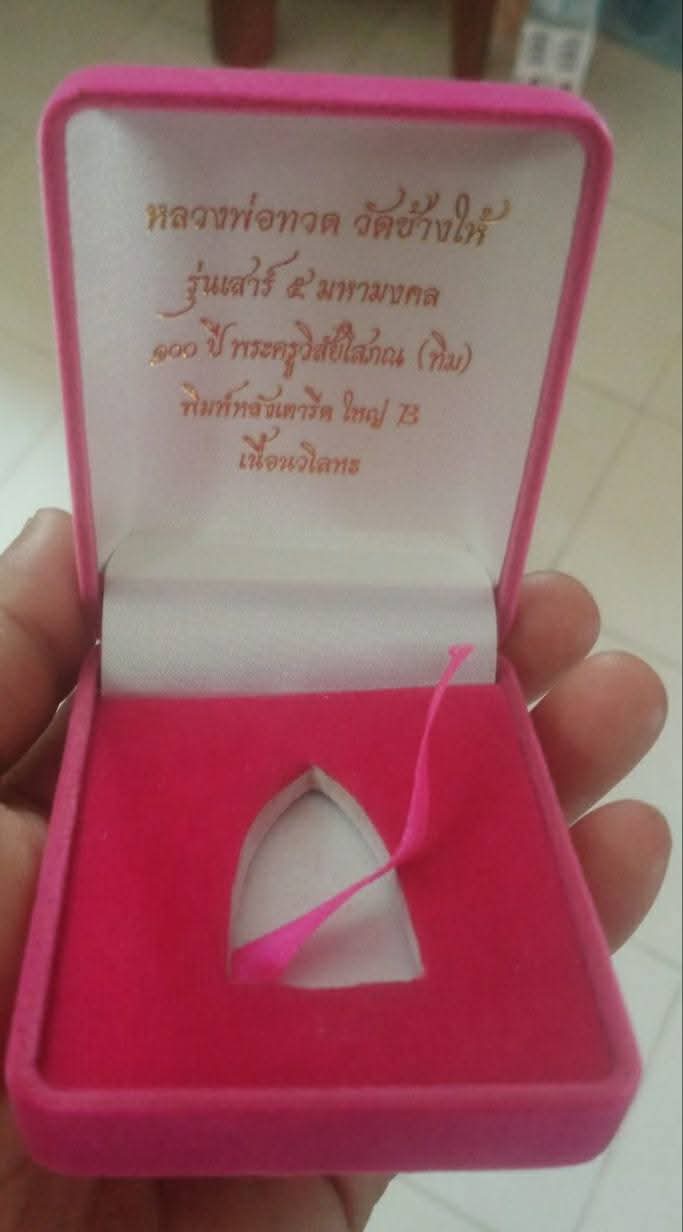 หลวงพ่อทวด วัดช้างให้
รุ่นเสาร์ ๕ มหามงคล
๑๐๐ ปี พระครูวิสัยโสภณ (ทิม)
พิมพ์หลังเตารีด ใหญ่ B
เนื้อนวโลหะ